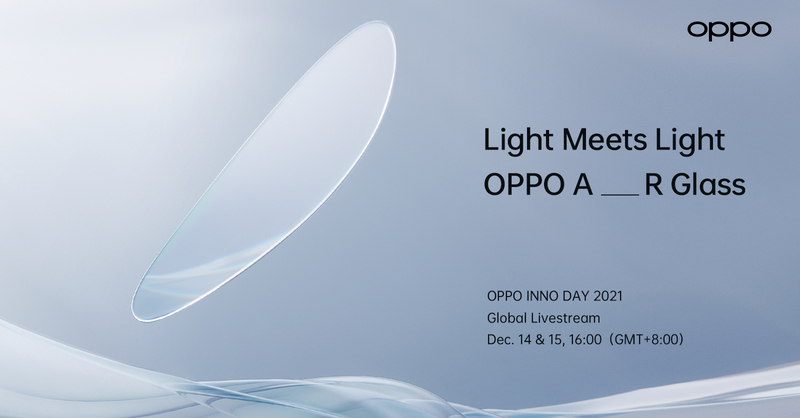 oppo
Light Meets Light
OPPO A ___ R Glass
OPPO INNO DAY 2021
Global Livestream
Dec. 14 & 15, 16:00（GMT+8:00）